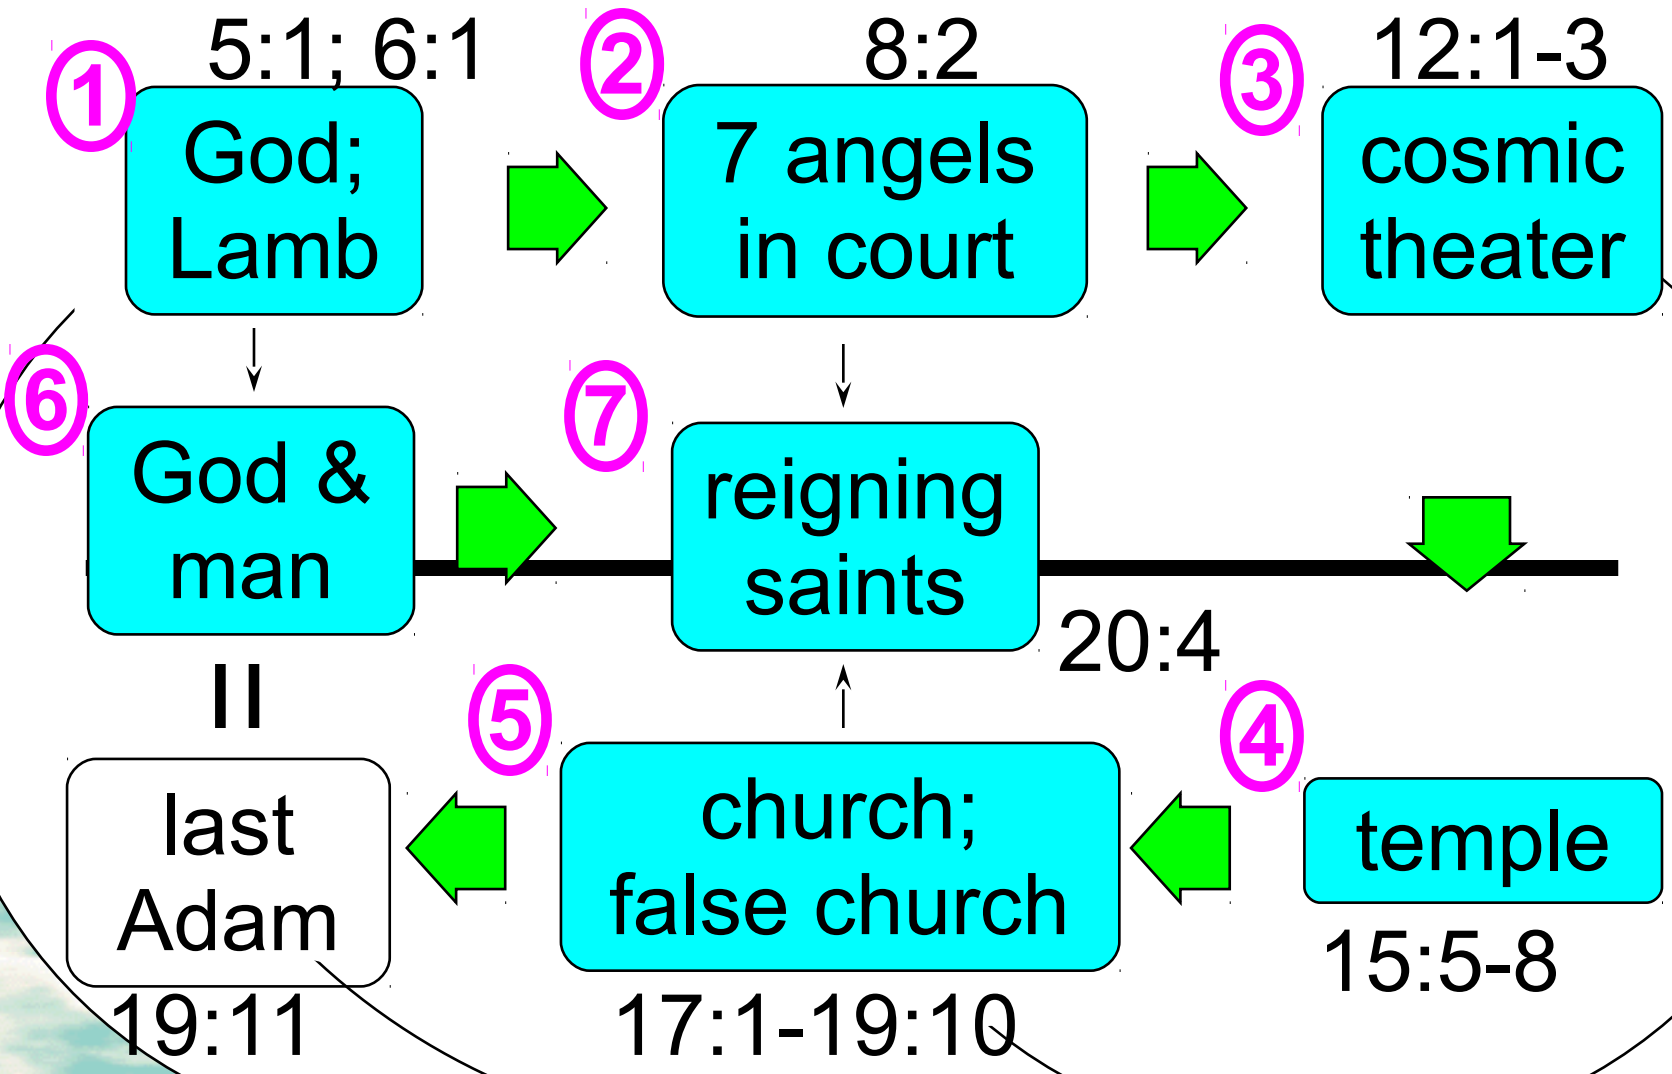 5:1; 6:1
8:2
12:1-3
1
God;
Lamb
2
7 angels
in court
3
cosmic
theater
6
God &
man
7
reigning
saints
20:4
last
Adam
19:11
5
church;
false church
17:1-19:10
4
temple
15:5-8